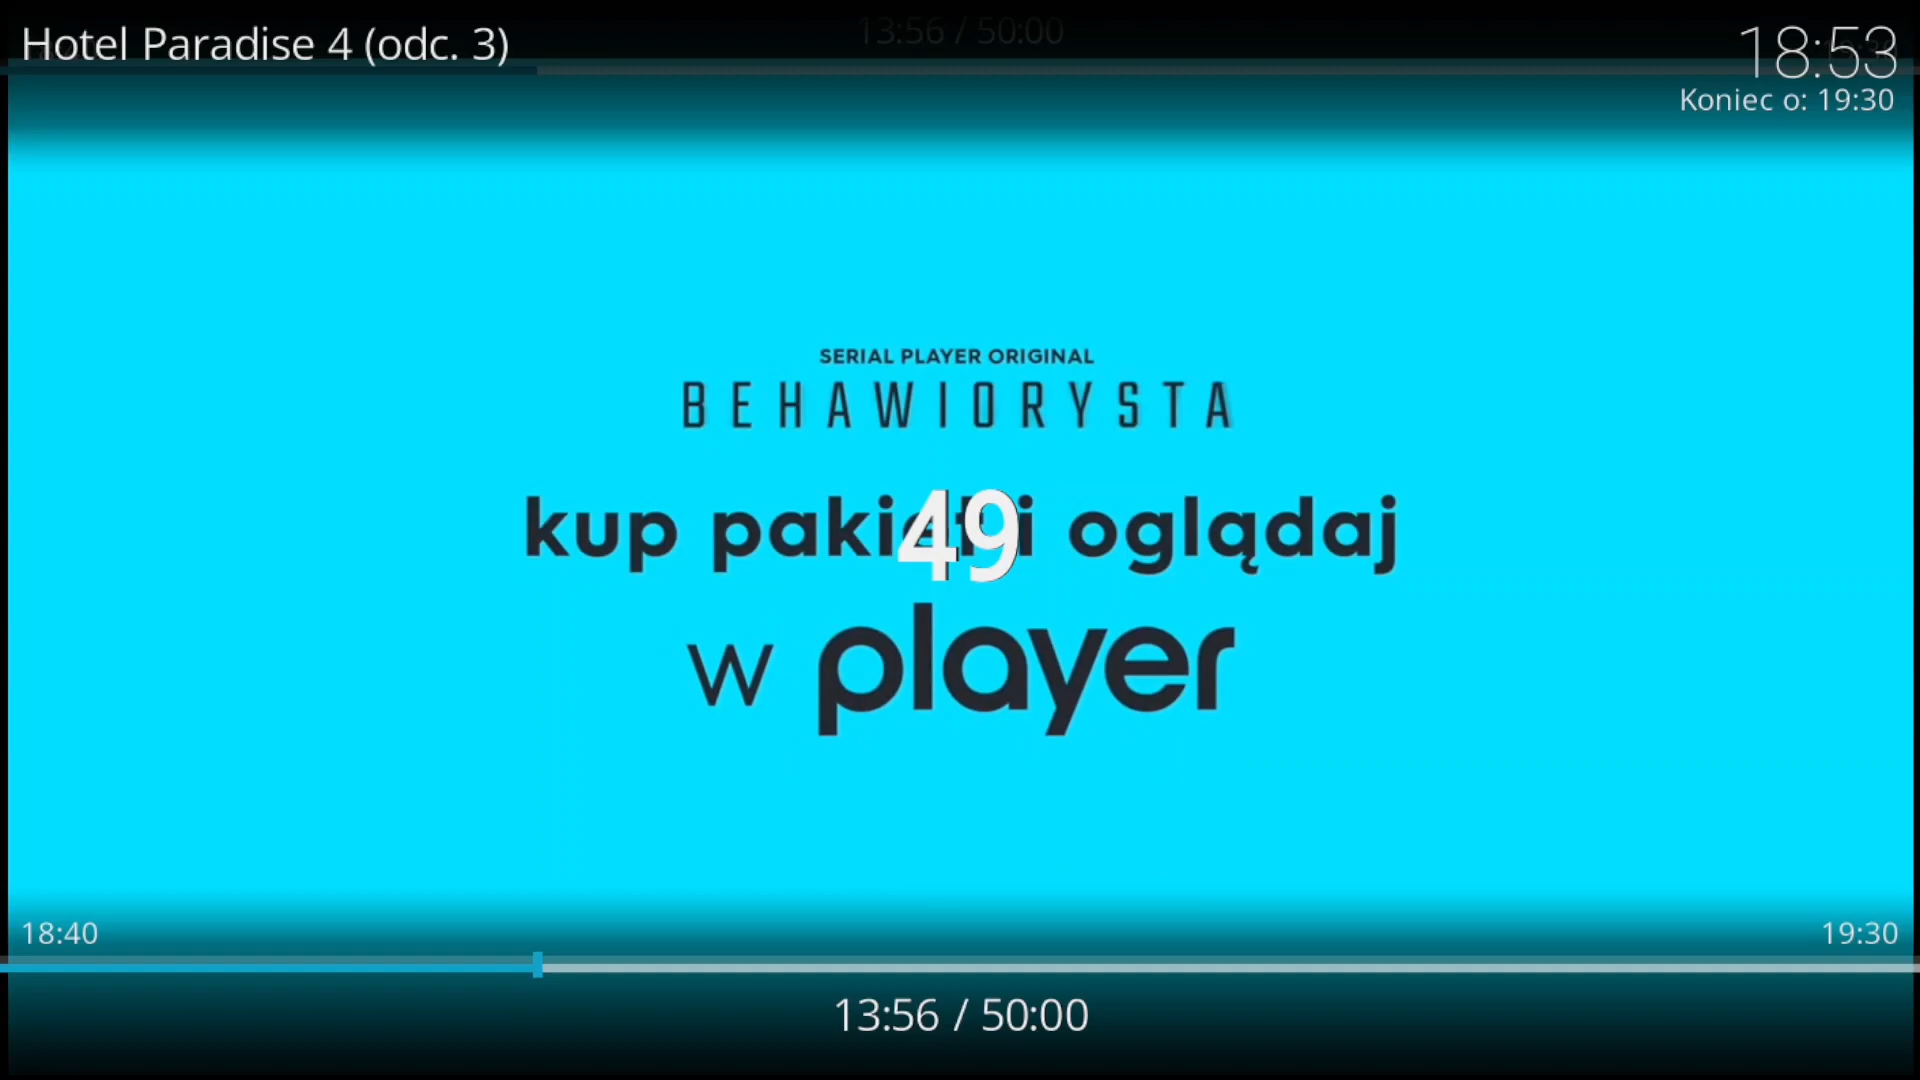 13:56 / 50:00
Hotel Paradise 4 (odc. 3)
18:53
Koniec o: 19:30
SERIAL PLAYER ORIGINAL
BEHAWIORYSTA
kup pakiet i oglądaj
49
w player
18:40
19:30
13:56 / 50:00